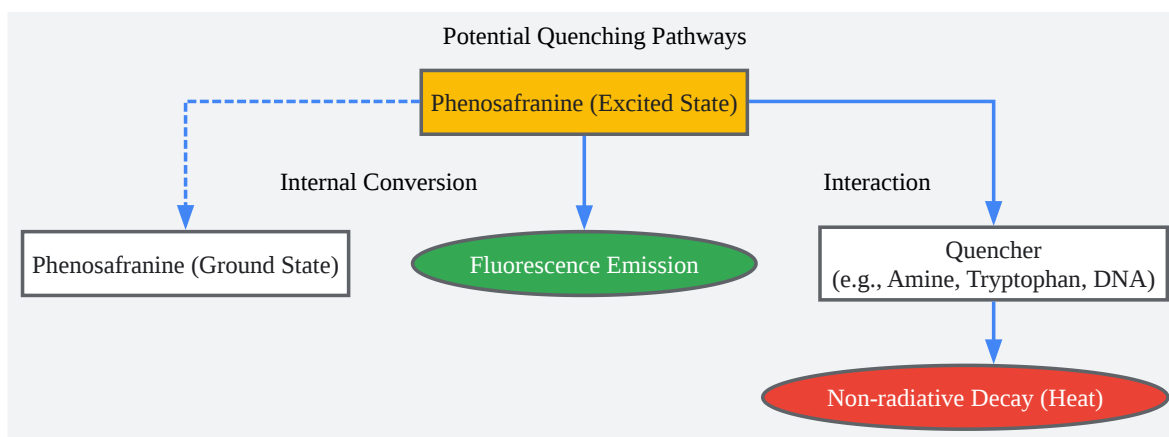 Potential Quenching Pathways
Phenosafranine (Excited State)
Internal Conversion
Interaction
Phenosafranine (Ground State)
Fluorescence Emission
Quencher
(e.g., Amine, Tryptophan, DNA)
Non-radiative Decay (Heat)